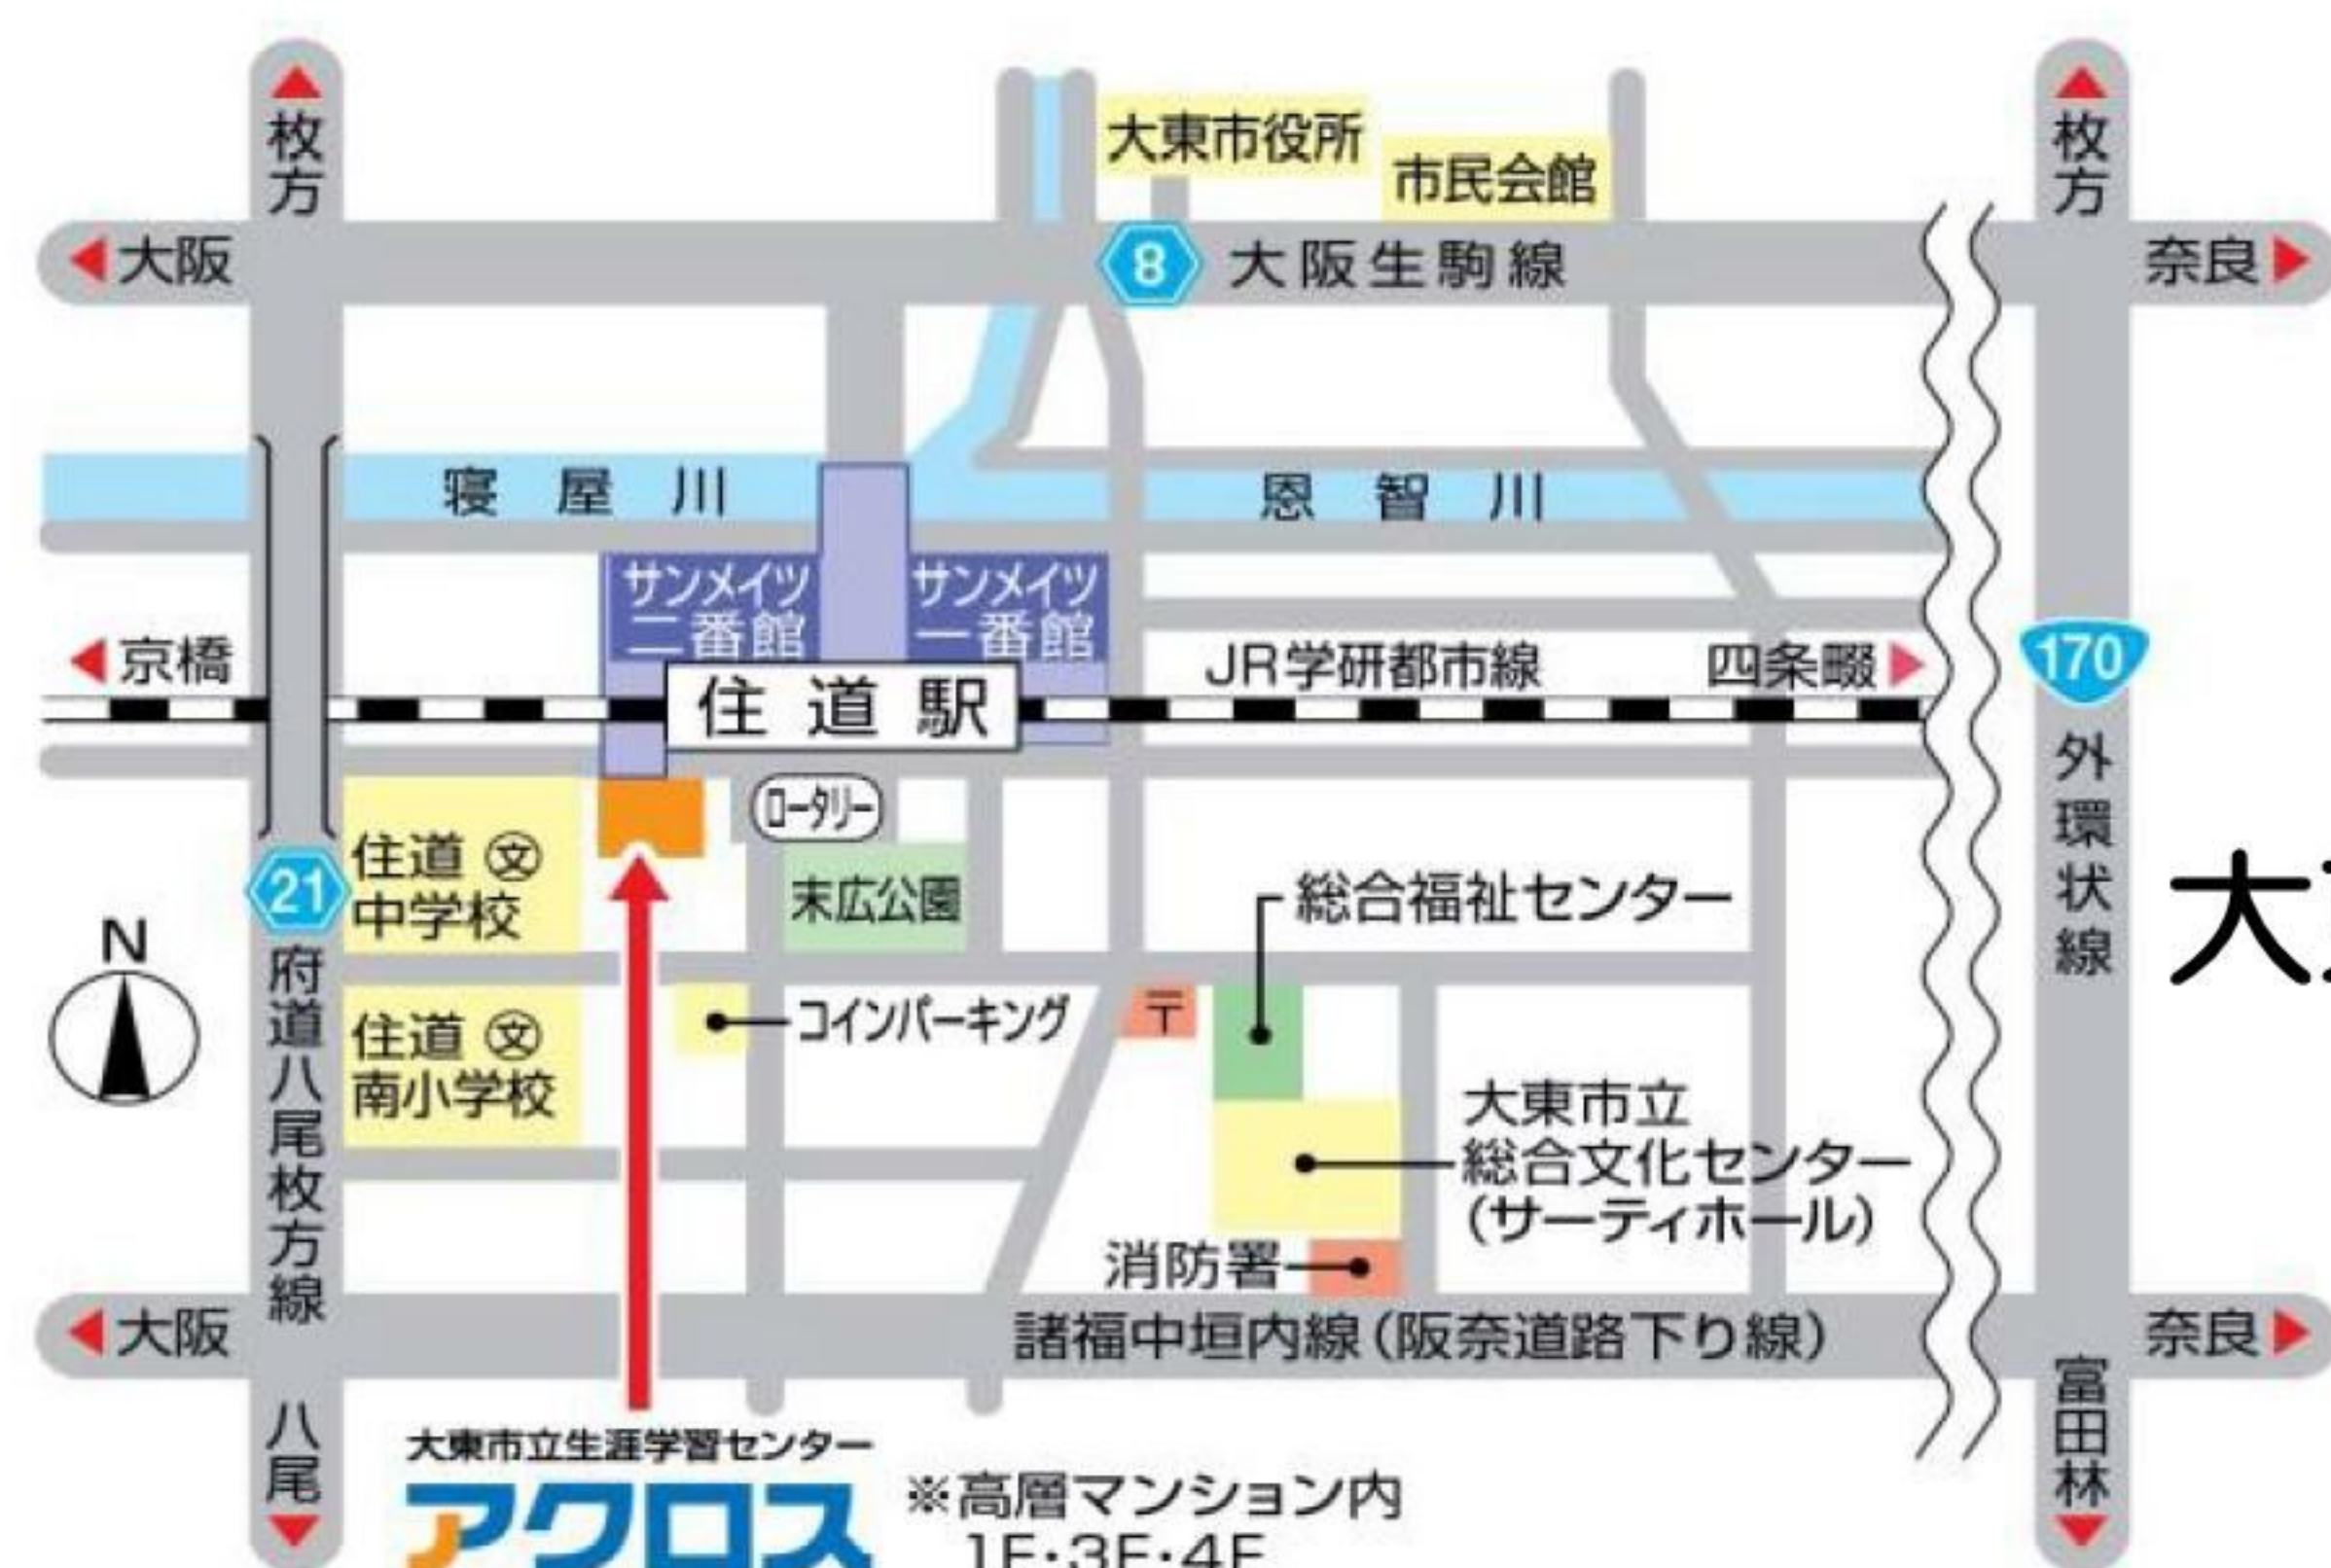 枚方
枚方
大東市役所
市民会館
大阪
8
大阪生駒線
奈良
寝屋川
恩智川
サンメイツ
二番館
サンメイツ
一番館
京橋
JR学研都市線
四条畷
170
住道駅
外環状線
ロータリー
住道 文
中学校
21
末広公園
総合福祉センター
大
N
府道八尾枚方線
住道 文
南小学校
コインパーキング
〒
大東市立
総合文化センター
(サーティホール)
消防署
大阪
諸福中垣内線(阪奈道路下り線)
奈良
八尾
富田林
大東市立生涯学習センター
アクロス
※高層マンション内
1F・3F・4F